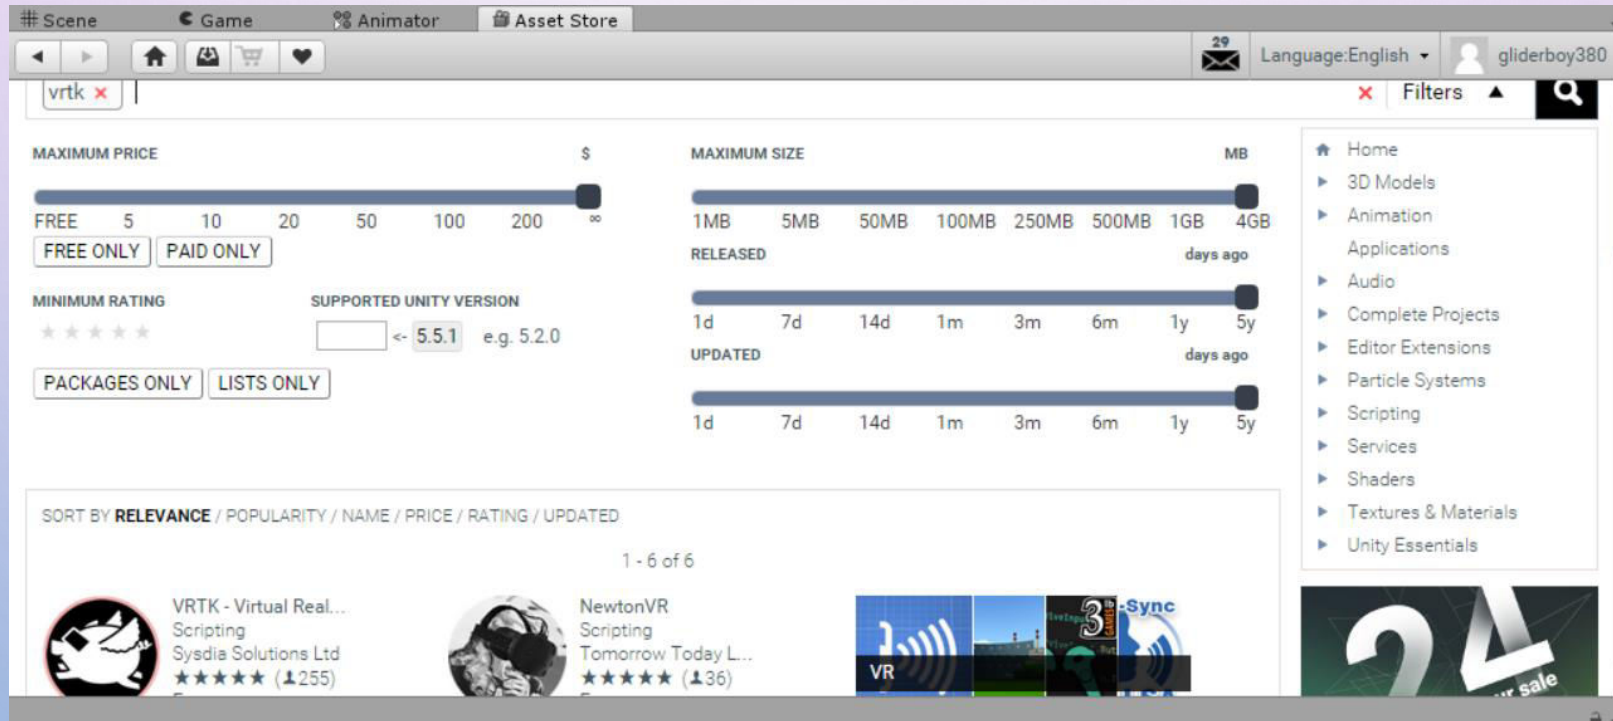 Scene Game Animator Asset Store
29 Language:English gliderboy380
vrtk × Filters
MAXIMUM PRICE $
FREE 5 10 20 50 100 200 ∞
FREE ONLY PAID ONLY
MINIMUM RATING SUPPORTED UNITY VERSION
<- 5.5.1 e.g. 5.2.0
PACKAGES ONLY LISTS ONLY
MAXIMUM SIZE MB
1MB 5MB 50MB 100MB 250MB 500MB 1GB 4GB
RELEASED days ago
1d 7d 14d 1m 3m 6m 1y 5y
UPDATED days ago
1d 7d 14d 1m 3m 6m 1y 5y
Home
3D Models
Animation
Applications
Audio
Complete Projects
Editor Extensions
Particle Systems
Scripting
Services
Shaders
Textures & Materials
Unity Essentials
SORT BY RELEVANCE / POPULARITY / NAME / PRICE / RATING / UPDATED
1 - 6 of 6
VRTK - Virtual Real...
Scripting
Sysdia Solutions Ltd
★★★★★ (255)
NewtonVR
Scripting
Tomorrow Today L...
★★★★★ (36)
3lb GAMES
-Sync
VR
24
sale